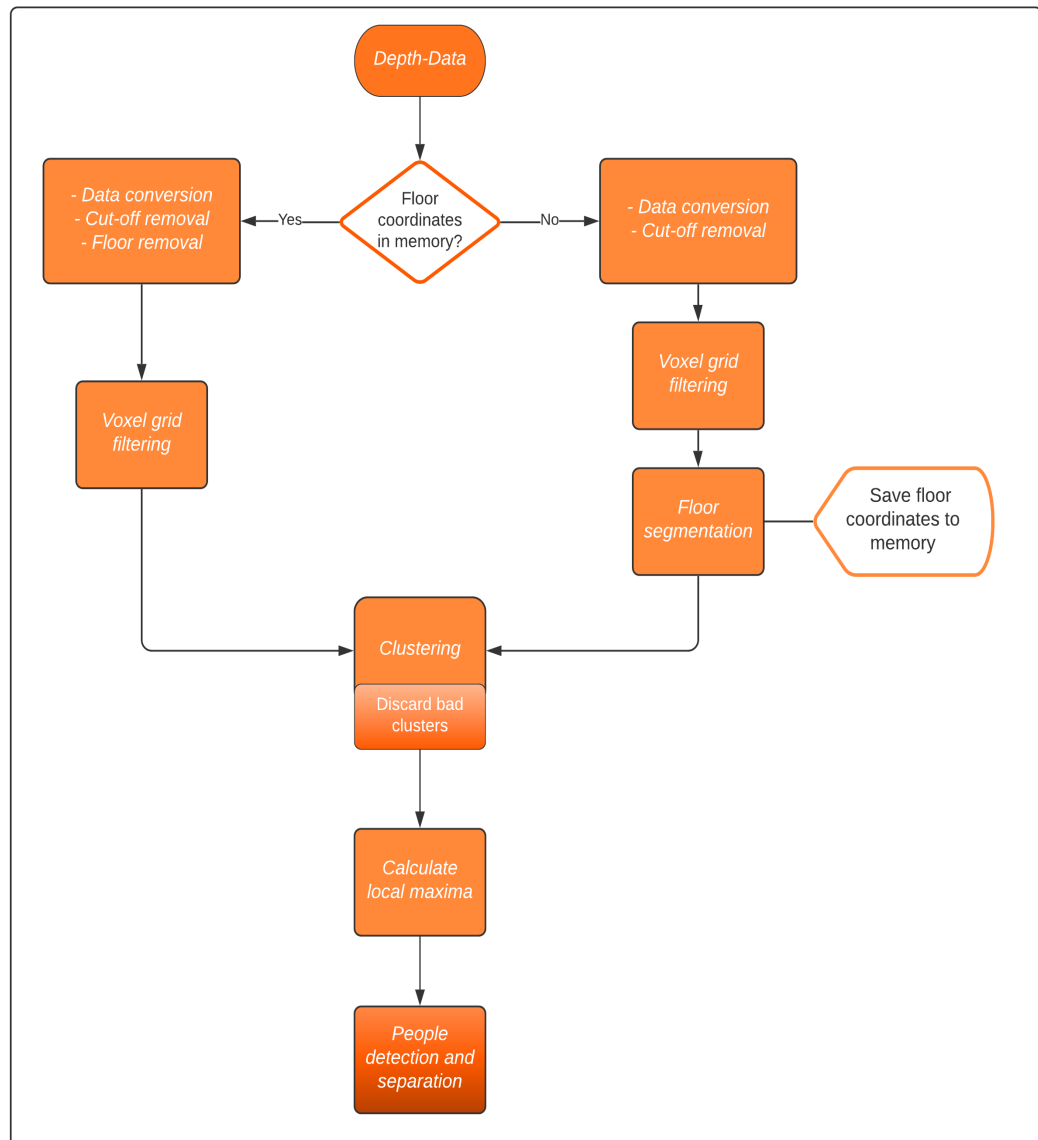 Depth-Data
Floor
coordinates
in memory?
Yes
No
- Data conversion
- Cut-off removal
- Floor removal
- Data conversion
- Cut-off removal
Voxel grid
filtering
Voxel grid
filtering
Floor
segmentation
Save floor
coordinates to
memory
Clustering
Discard bad
clusters
Calculate
local maxima
People
detection and
separation